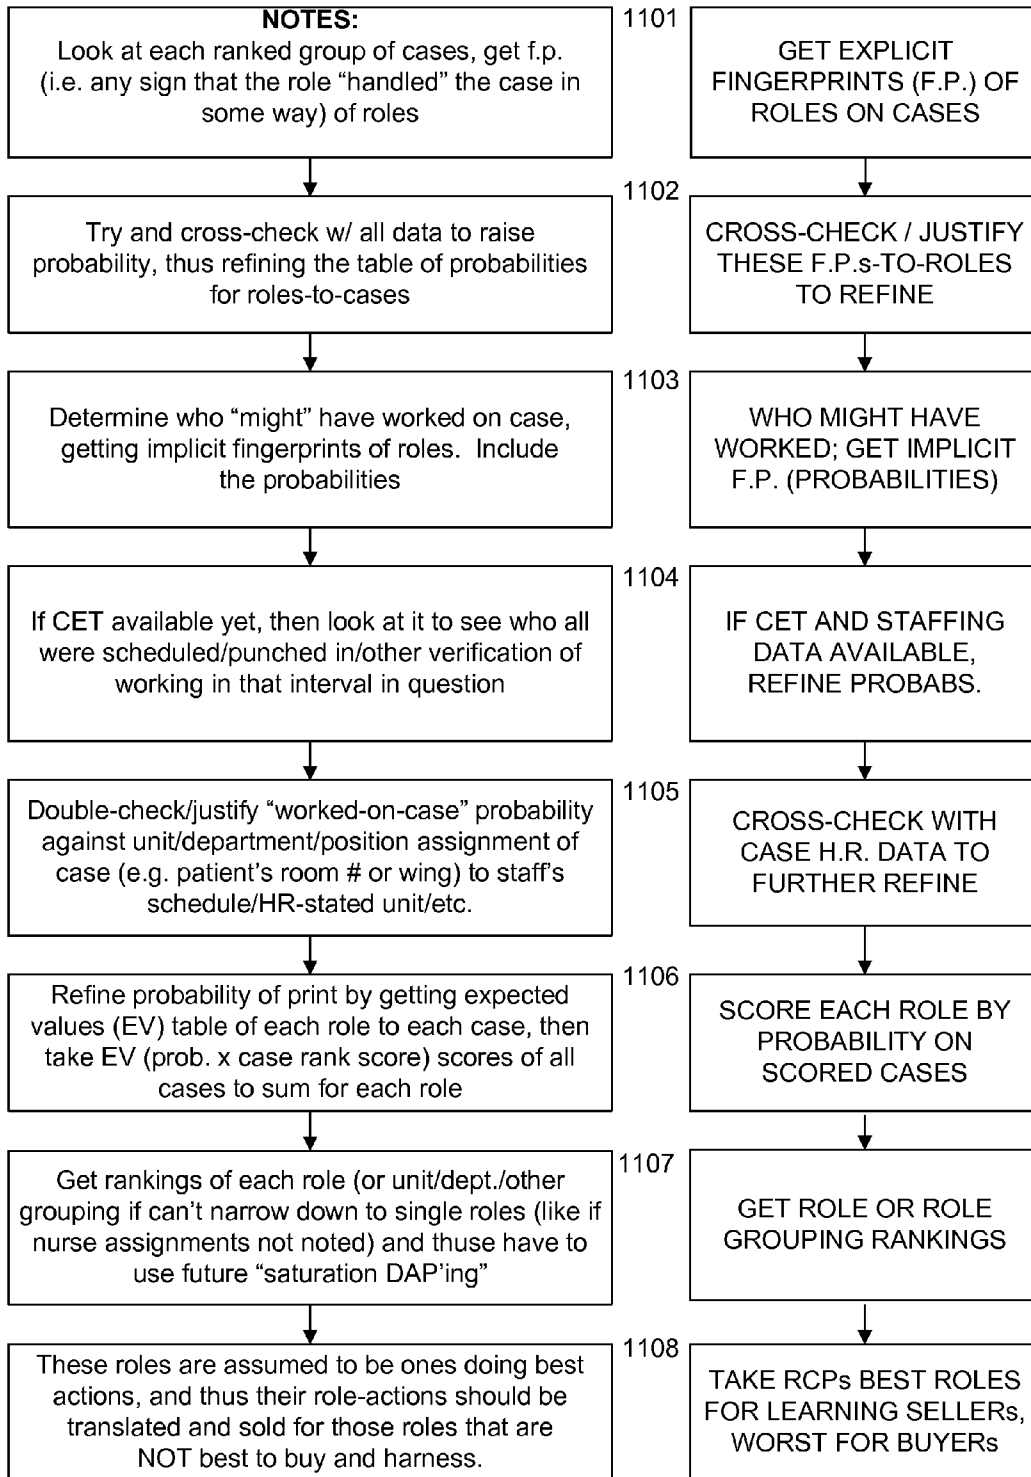 NOTES:
Look at each ranked group of cases, get f.p.
(i.e. any sign that the role “handled” the case in
some way) of roles
1101
GET EXPLICIT
FINGERPRINTS (F.P.) OF
ROLES ON CASES
Try and cross-check w/ all data to raise
probability, thus refining the table of probabilities
for roles-to-cases
1102
CROSS-CHECK / JUSTIFY
THESE F.P.s-TO-ROLES
TO REFINE
Determine who “might” have worked on case,
getting implicit fingerprints of roles.  Include
the probabilities
1103
WHO MIGHT HAVE
WORKED; GET IMPLICIT
F.P. (PROBABILITIES)
If CET available yet, then look at it to see who all
were scheduled/punched in/other verification of
working in that interval in question
1104
IF CET AND STAFFING
DATA AVAILABLE,
REFINE PROBABS.
Double-check/justify “worked-on-case” probability
against unit/department/position assignment of
case (e.g. patient’s room # or wing) to staff’s
schedule/HR-stated unit/etc.
1105
CROSS-CHECK WITH
CASE H.R. DATA TO
FURTHER REFINE
Refine probability of print by getting expected
values (EV) table of each role to each case, then
take EV (prob. x case rank score) scores of all
cases to sum for each role
1106
SCORE EACH ROLE BY
PROBABILITY ON
SCORED CASES
Get rankings of each role (or unit/dept./other
grouping if can’t narrow down to single roles (like if
nurse assignments not noted) and thuse have to
use future “saturation DAP’ing”
1107
GET ROLE OR ROLE
GROUPING RANKINGS
These roles are assumed to be ones doing best
actions, and thus their role-actions should be
translated and sold for those roles that are
NOT best to buy and harness.
1108
TAKE RCPs BEST ROLES
FOR LEARNING SELLERs,
WORST FOR BUYERs